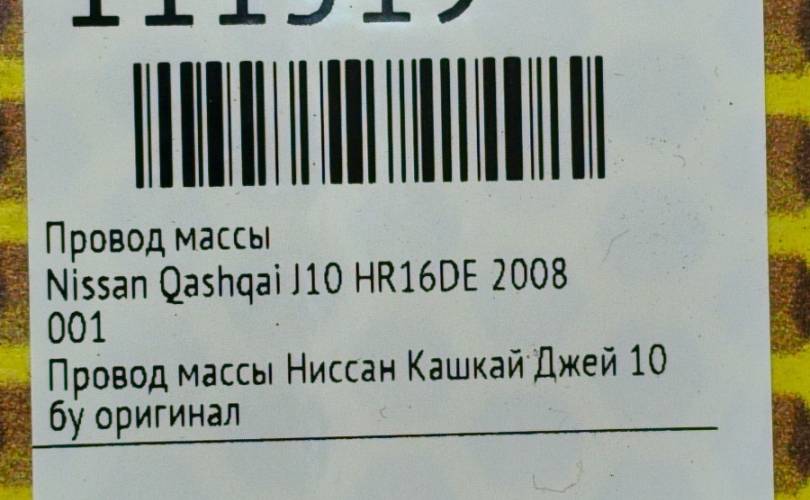 Провод массы
Nissan Qashqai J10 HR16DE 2008
001
Провод массы Ниссан Кашкай Джей 10
бу оригинал